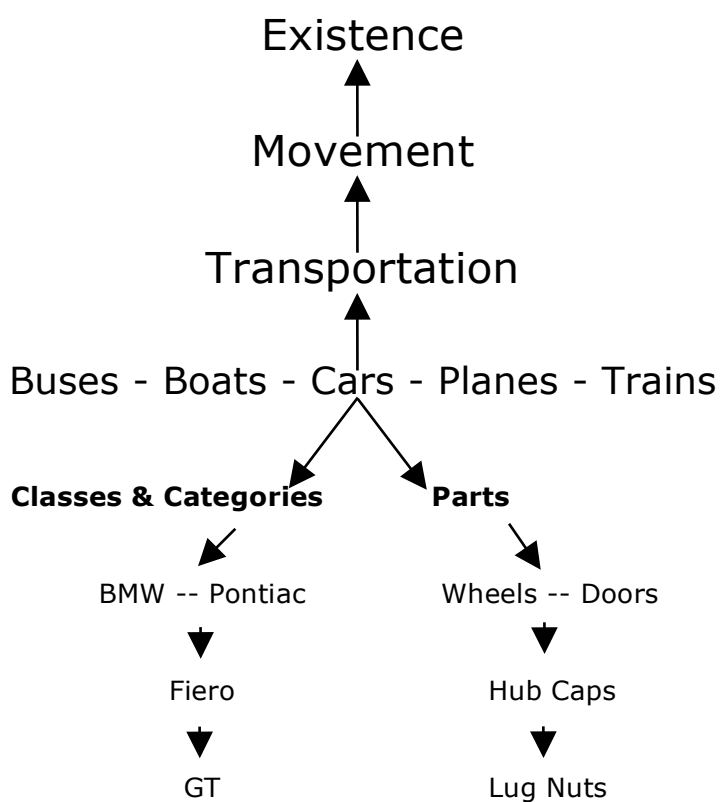 Existence
Movement
Transportation
Buses - Boats - Cars - Planes - Trains
Classes & Categories
Parts
BMW -- Pontiac
Wheels -- Doors
Fiero
Hub Caps
GT
Lug Nuts